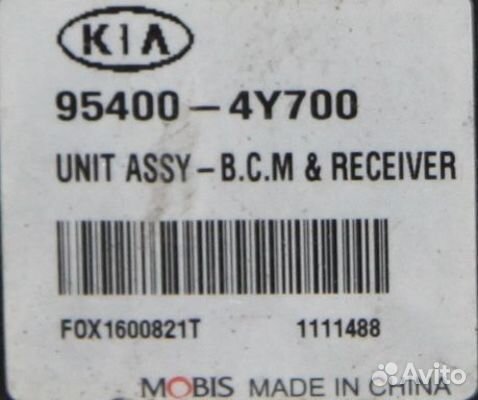 KIA
95400-4Y700
UNIT ASSY-B.C.M & RECEIVER
FOX1600821T 1111488
MOBIS MADE IN CHINA
Avito